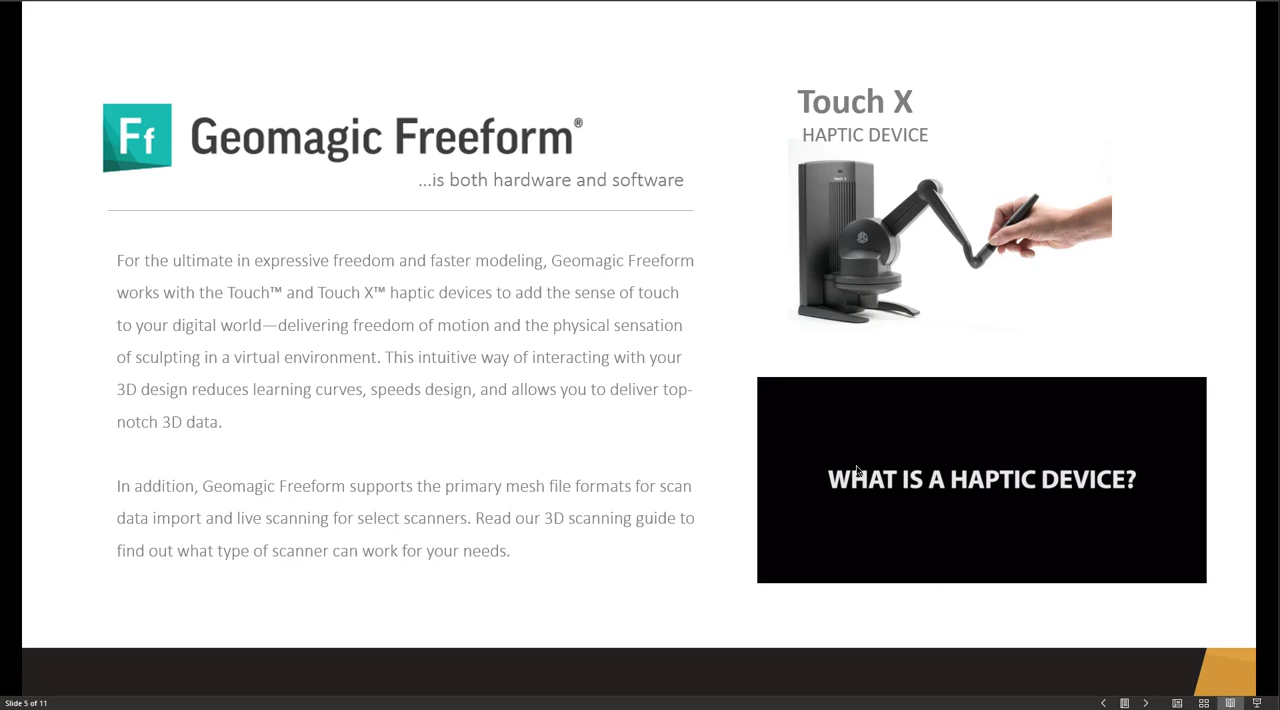 Ff Geomagic Freeform®
...is both hardware and software
For the ultimate in expressive freedom and faster modeling, Geomagic Freeform
works with the Touch™ and Touch X™ haptic devices to add the sense of touch
to your digital world—delivering freedom of motion and the physical sensation
of sculpting in a virtual environment. This intuitive way of interacting with your
3D design reduces learning curves, speeds design, and allows you to deliver top-
notch 3D data.
In addition, Geomagic Freeform supports the primary mesh file formats for scan
data import and live scanning for select scanners. Read our 3D scanning guide to
find out what type of scanner can work for your needs.
Touch X
HAPTIC DEVICE
Touch X
WHAT IS A HAPTIC DEVICE?
Slide 5 of 11